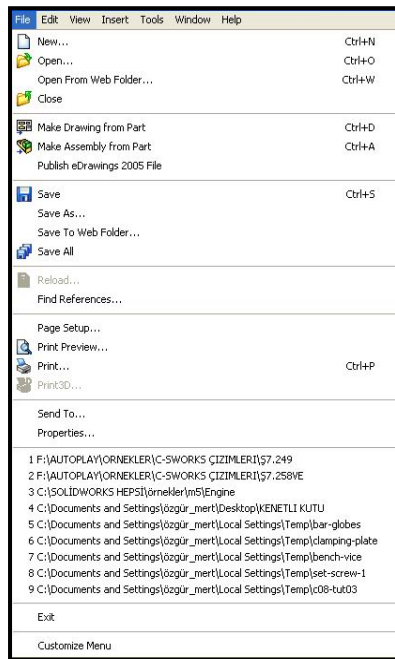 File Edit View Insert Tools Window Help
New... Ctrl+N
Open... Ctrl+O
Open From Web Folder... Ctrl+W
Close
Make Drawing from Part Ctrl+D
Make Assembly from Part Ctrl+A
Publish eDrawings 2005 File
Save Ctrl+S
Save As...
Save To Web Folder...
Save All
Reload...
Find References...
Page Setup...
Print Preview...
Print... Ctrl+P
Print3D...
Send To...
Properties...
1 F:\AUTOPLAY\ORNEKLER\C-SWORKS ÇIZIMLERI\Ş7.249
2 F:\AUTOPLAY\ORNEKLER\C-SWORKS ÇIZIMLERI\Ş7.258VE
3 C:\SOLİDWORKS HEPSİ\örnekler\m5\Engine
4 C:\Documents and Settings\özgür_mert\Desktop\KENETLI KUTU
5 C:\Documents and Settings\özgür_mert\Local Settings\Temp\bar-globes
6 C:\Documents and Settings\özgür_mert\Local Settings\Temp\clamping-plate
7 C:\Documents and Settings\özgür_mert\Local Settings\Temp\bench-vice
8 C:\Documents and Settings\özgür_mert\Local Settings\Temp\set-screw-1
9 C:\Documents and Settings\özgür_mert\Local Settings\Temp\c08-tut03
Exit
Customize Menu